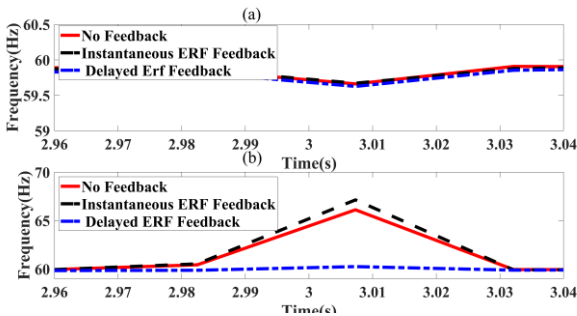 (a)
60.5
60
59.5
59
Frequency(Hz)
No Feedback
Instantaneous ERF Feedback
Delayed Erf Feedback
2.96 2.97 2.98 2.99 3 3.01 3.02 3.03 3.04
Time(s)
(b)
70
65
60
Frequency(Hz)
No Feedback
Instantaneous ERF Feedback
Delayed ERF Feedback
2.96 2.97 2.98 2.99 3 3.01 3.02 3.03 3.04
Time(s)